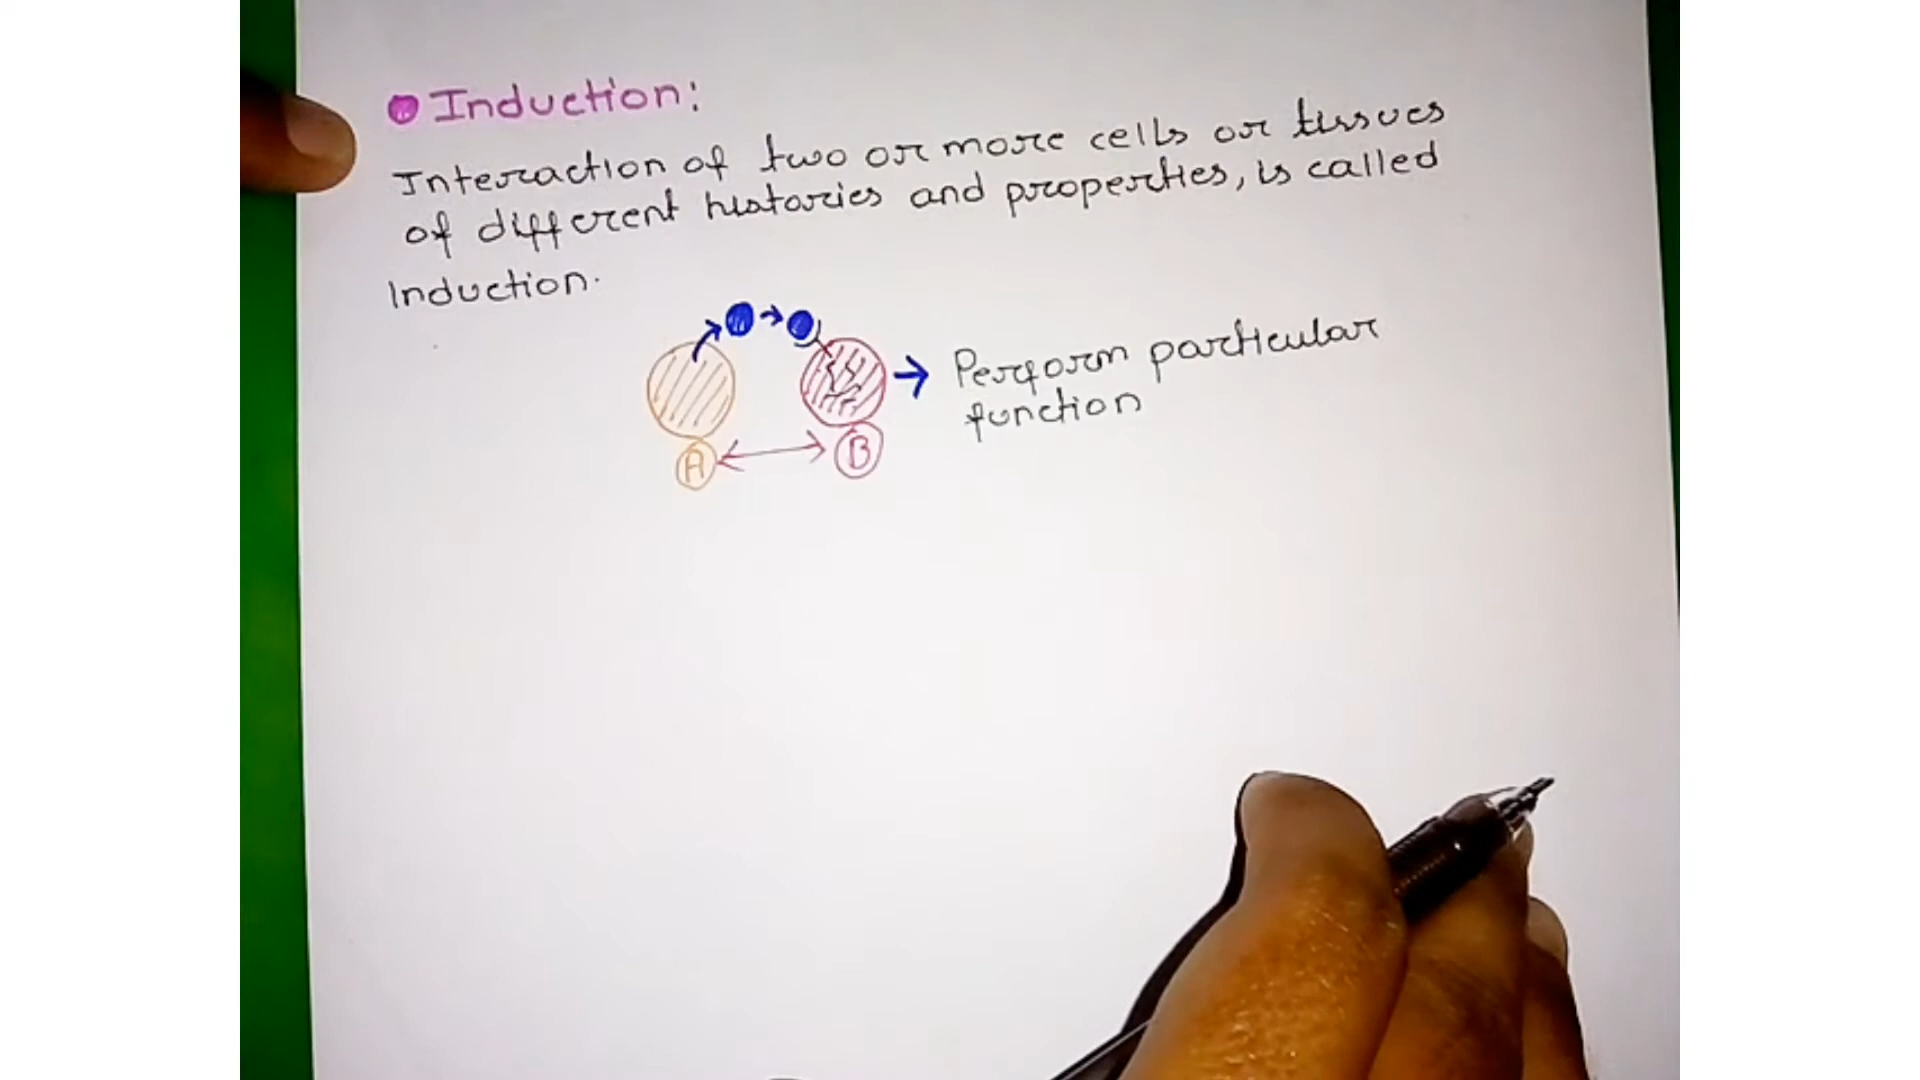 Induction:
Interaction of two or more cells or tissues
of different histories and properties, is called
Induction.
Perform particular
function
A
B